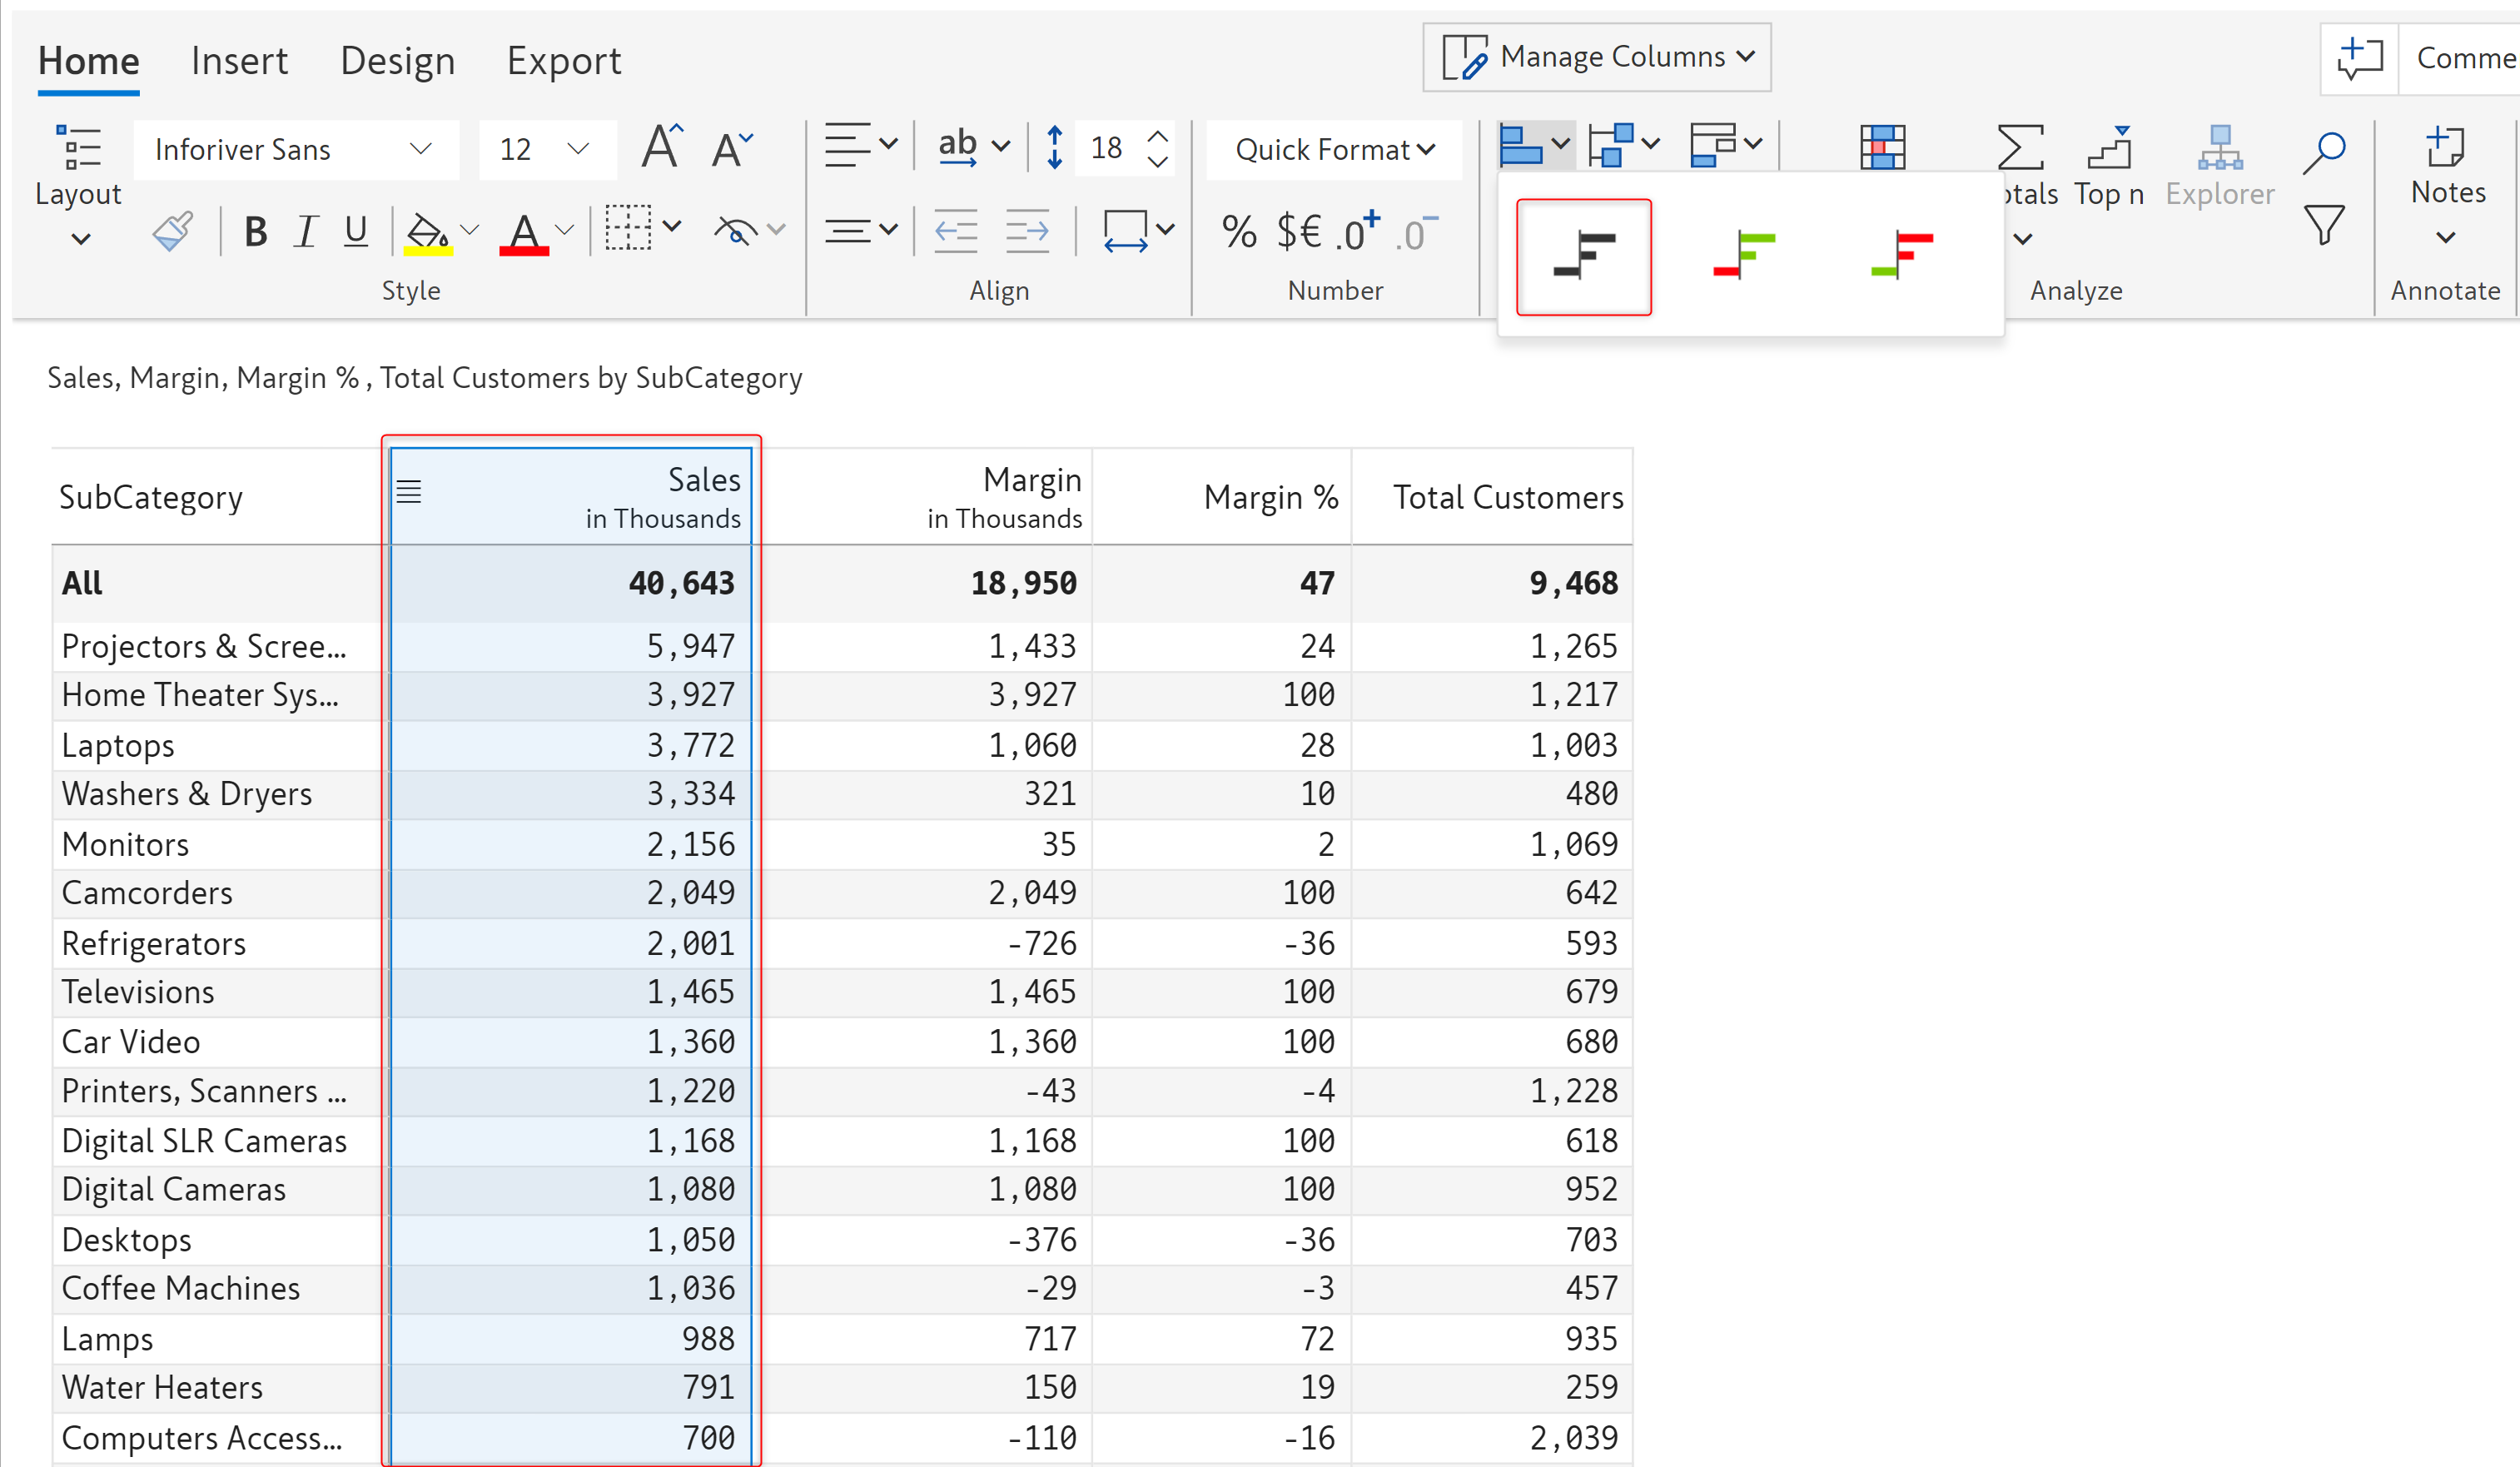 Home Insert Design Export Manage Columns Comme
Inforiver Sans 12 ab 18 Quick Format
Layout otals Top n Explorer Notes
B I U A % $€ .0 .0
Style Align Number Analyze Annotate
Sales, Margin, Margin % , Total Customers by SubCategory
SubCategory Sales in Thousands Margin in Thousands Margin % Total Customers
All 40,643 18,950 47 9,468
Projectors & Scree... 5,947 1,433 24 1,265
Home Theater Sys... 3,927 3,927 100 1,217
Laptops 3,772 1,060 28 1,003
Washers & Dryers 3,334 321 10 480
Monitors 2,156 35 2 1,069
Camcorders 2,049 2,049 100 642
Refrigerators 2,001 -726 -36 593
Televisions 1,465 1,465 100 679
Car Video 1,360 1,360 100 680
Printers, Scanners ... 1,220 -43 -4 1,228
Digital SLR Cameras 1,168 1,168 100 618
Digital Cameras 1,080 1,080 100 952
Desktops 1,050 -376 -36 703
Coffee Machines 1,036 -29 -3 457
Lamps 988 717 72 935
Water Heaters 791 150 19 259
Computers Access... 700 -110 -16 2,039